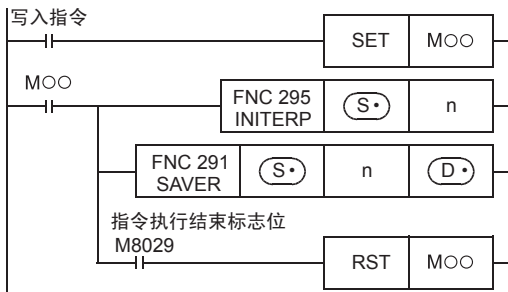 写入指令
SET M○○
M○○
FNC 295 INITERP S• n
FNC 291 SAVER S• n D•
指令执行结束标志位
M8029
RST M○○